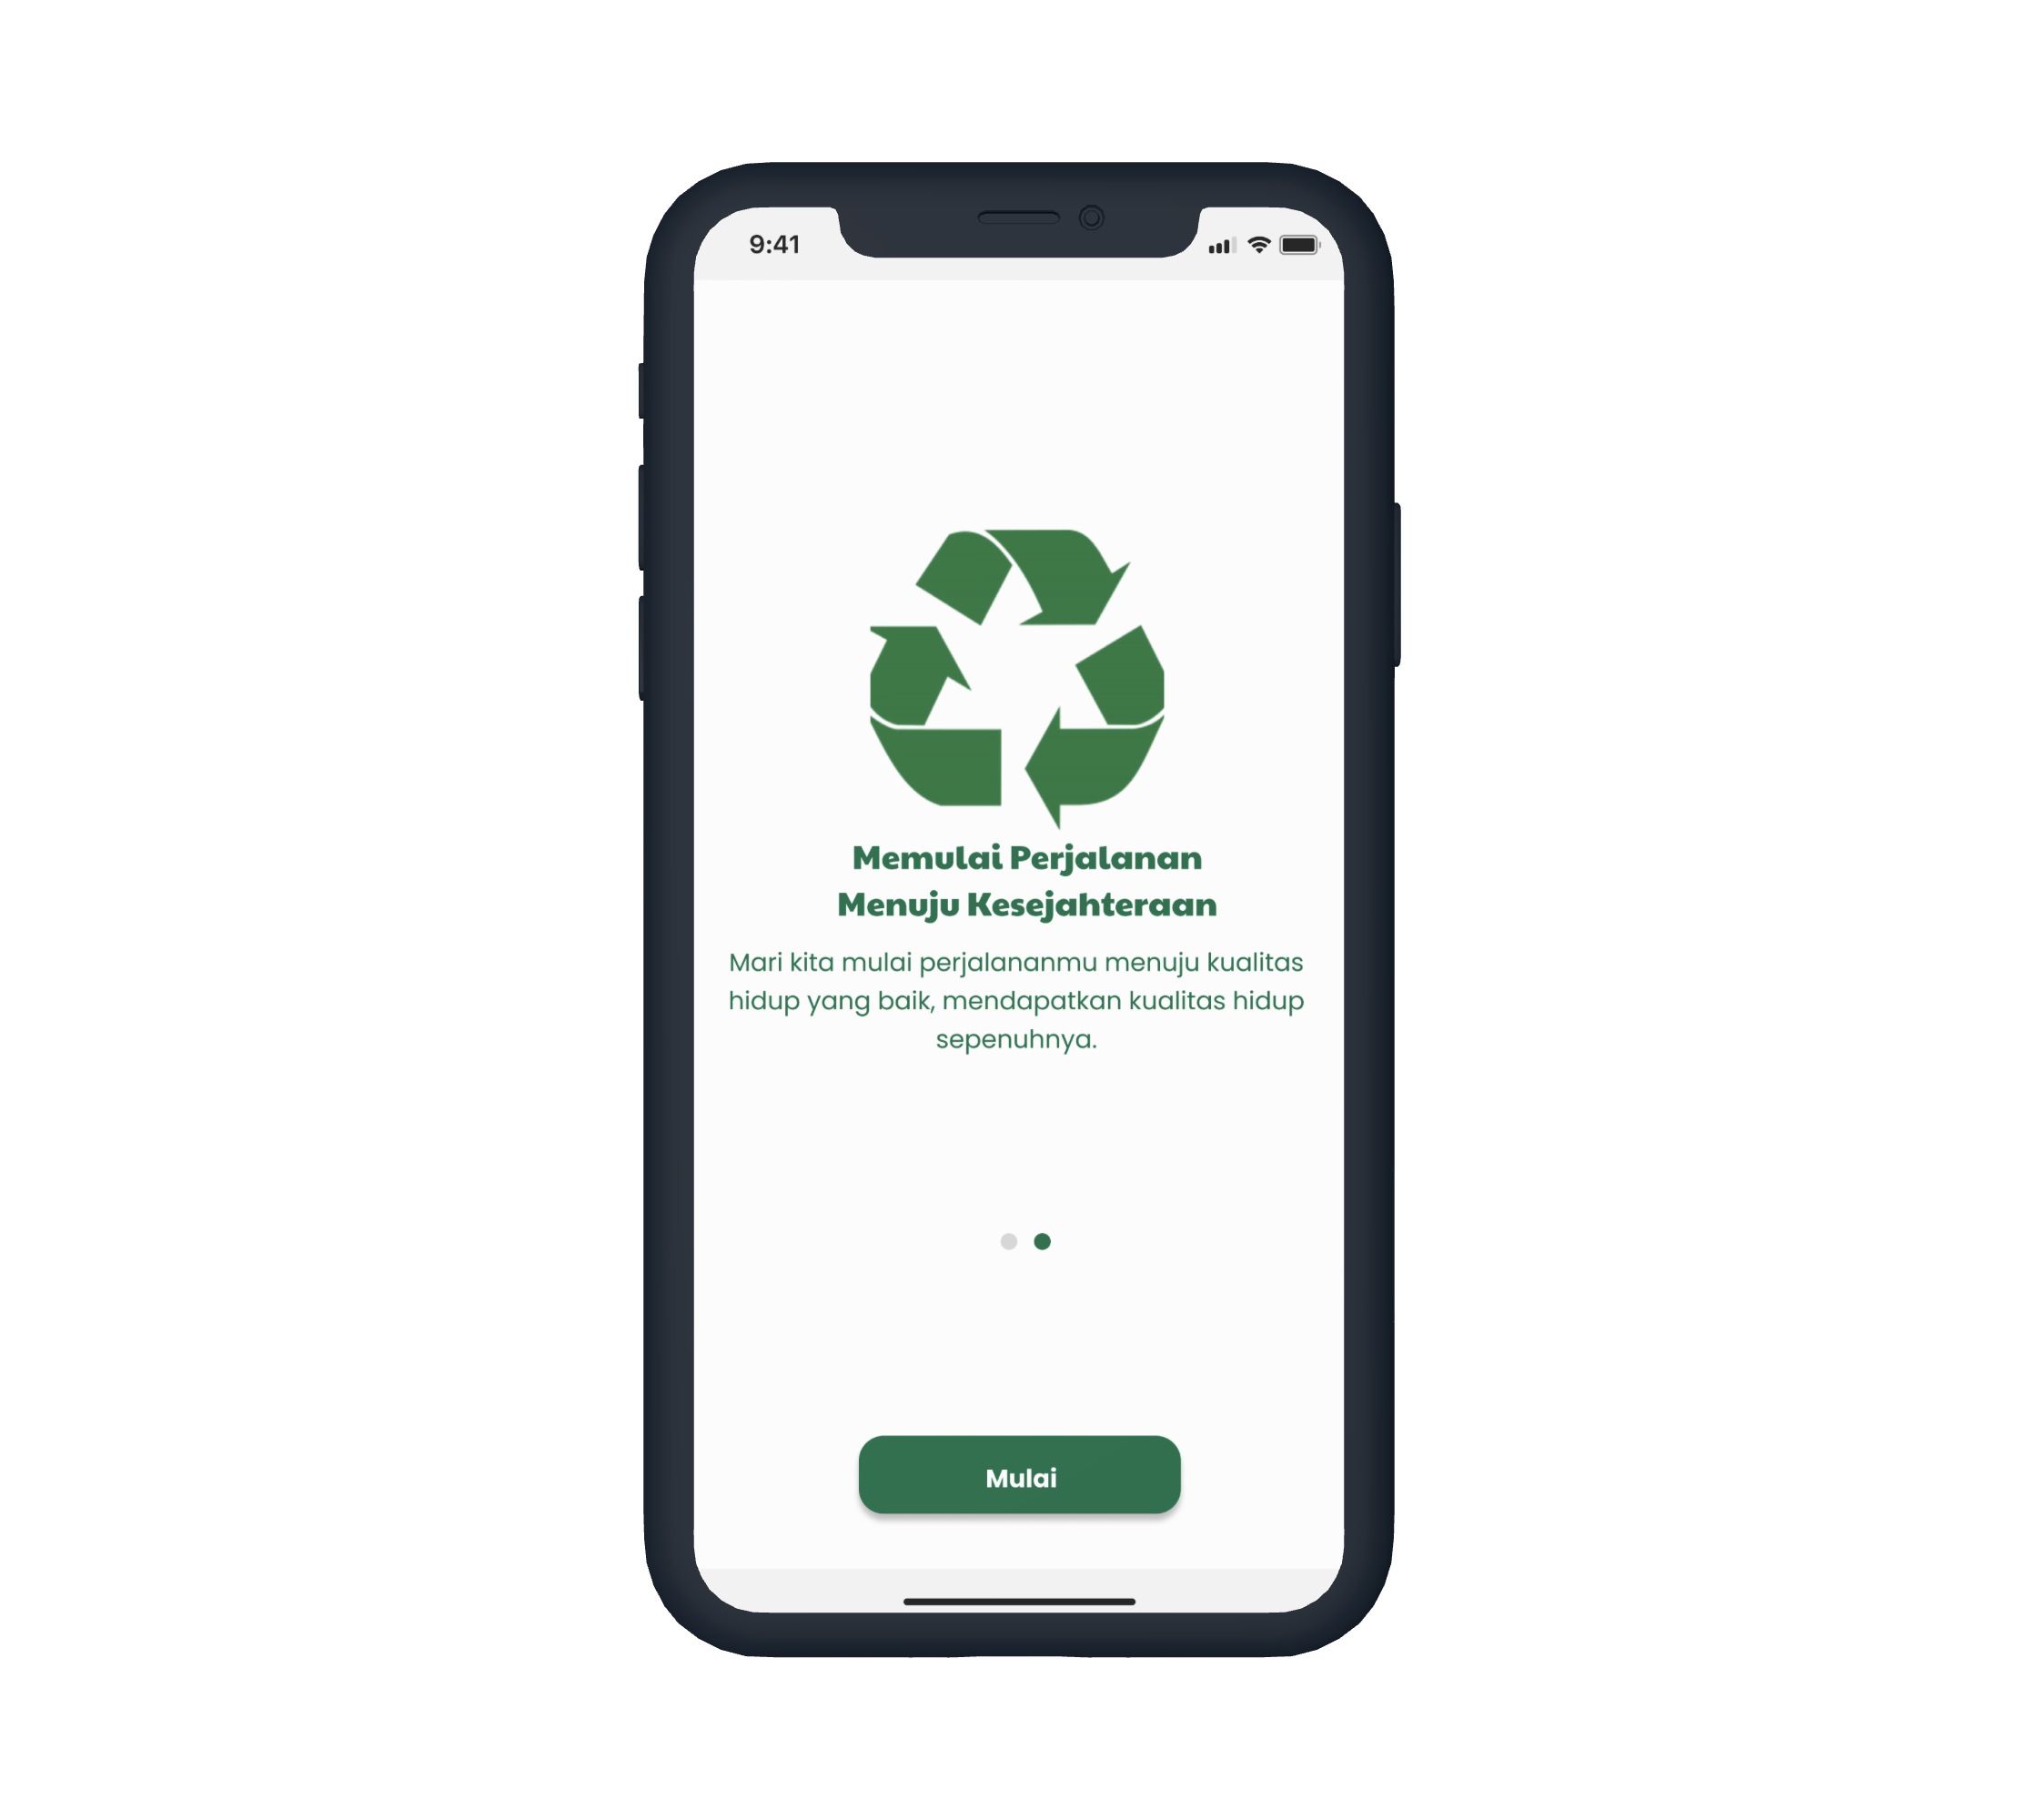 9:41
Memulai Perjalanan
Menuju Kesejahteraan
Mari kita mulai perjalananmu menuju kualitas
hidup yang baik, mendapatkan kualitas hidup
sepenuhnya.
Mulai